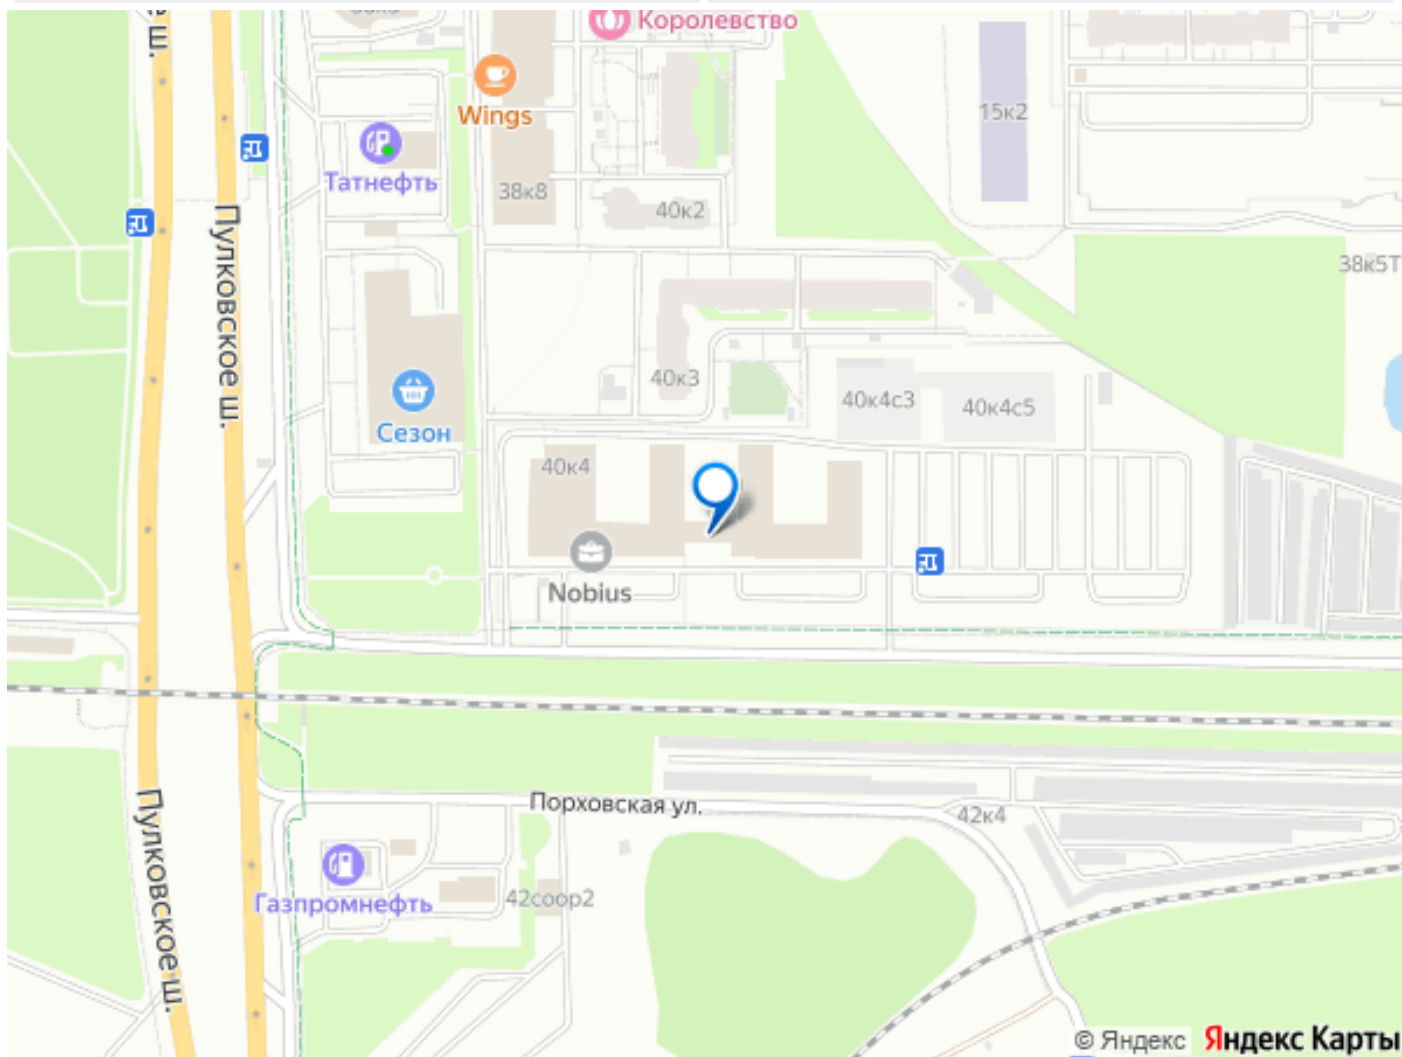 Королевство
ш.
Wings
15к2
Татнефть
38к8
40к2
Пулковское ш.
38к5Т
40к3
40к4с3
40к4с5
Сезон
40к4
Nobius
Порховская ул.
42к4
Пулковское ш.
Газпромнефть
42соор2
© Яндекс Яндекс Карты